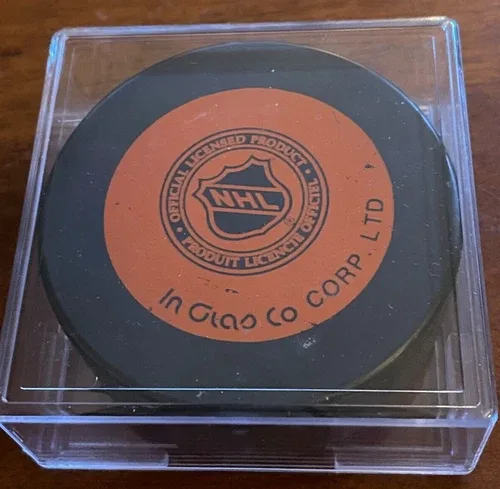 OFFICIAL LICENSED PRODUCT •
NHL
• PRODUIT LICENCIÉ OFFICIEL
In Glas Co CORP. LTD